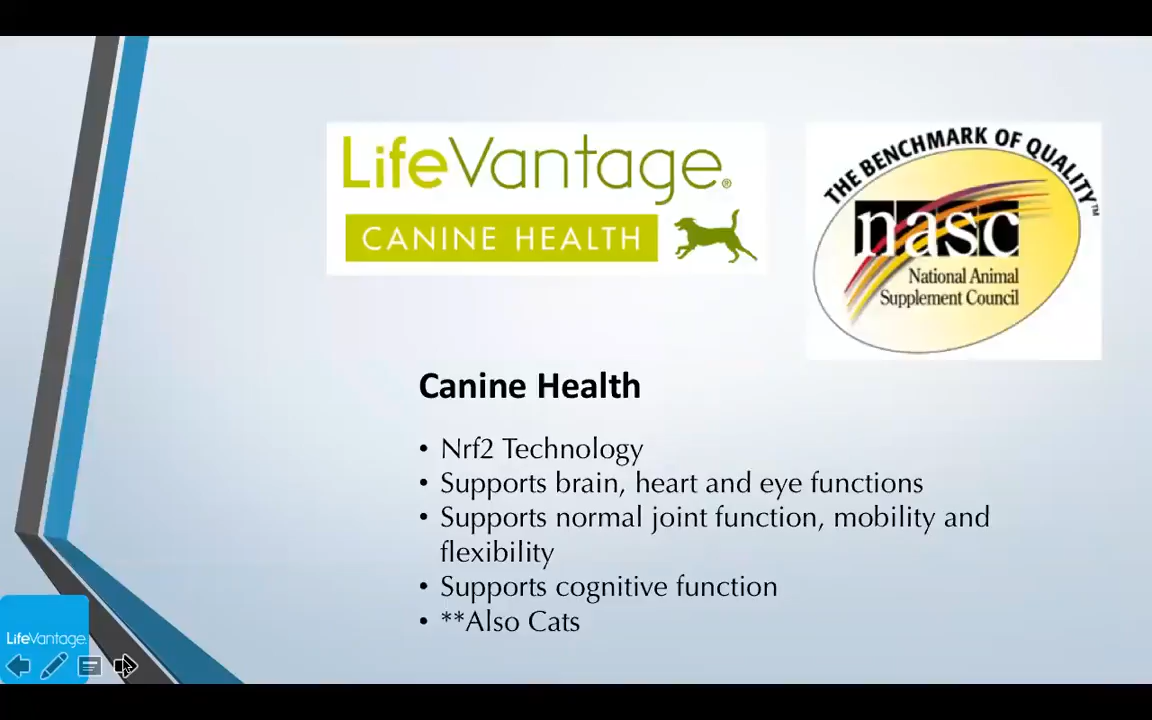 LifeVantage®
CANINE HEALTH
THE BENCHMARK OF QUALITY™
nasc
National Animal
Supplement Council
Canine Health
• Nrf2 Technology
• Supports brain, heart and eye functions
• Supports normal joint function, mobility and
flexibility
• Supports cognitive function
• **Also Cats
LifeVantage.